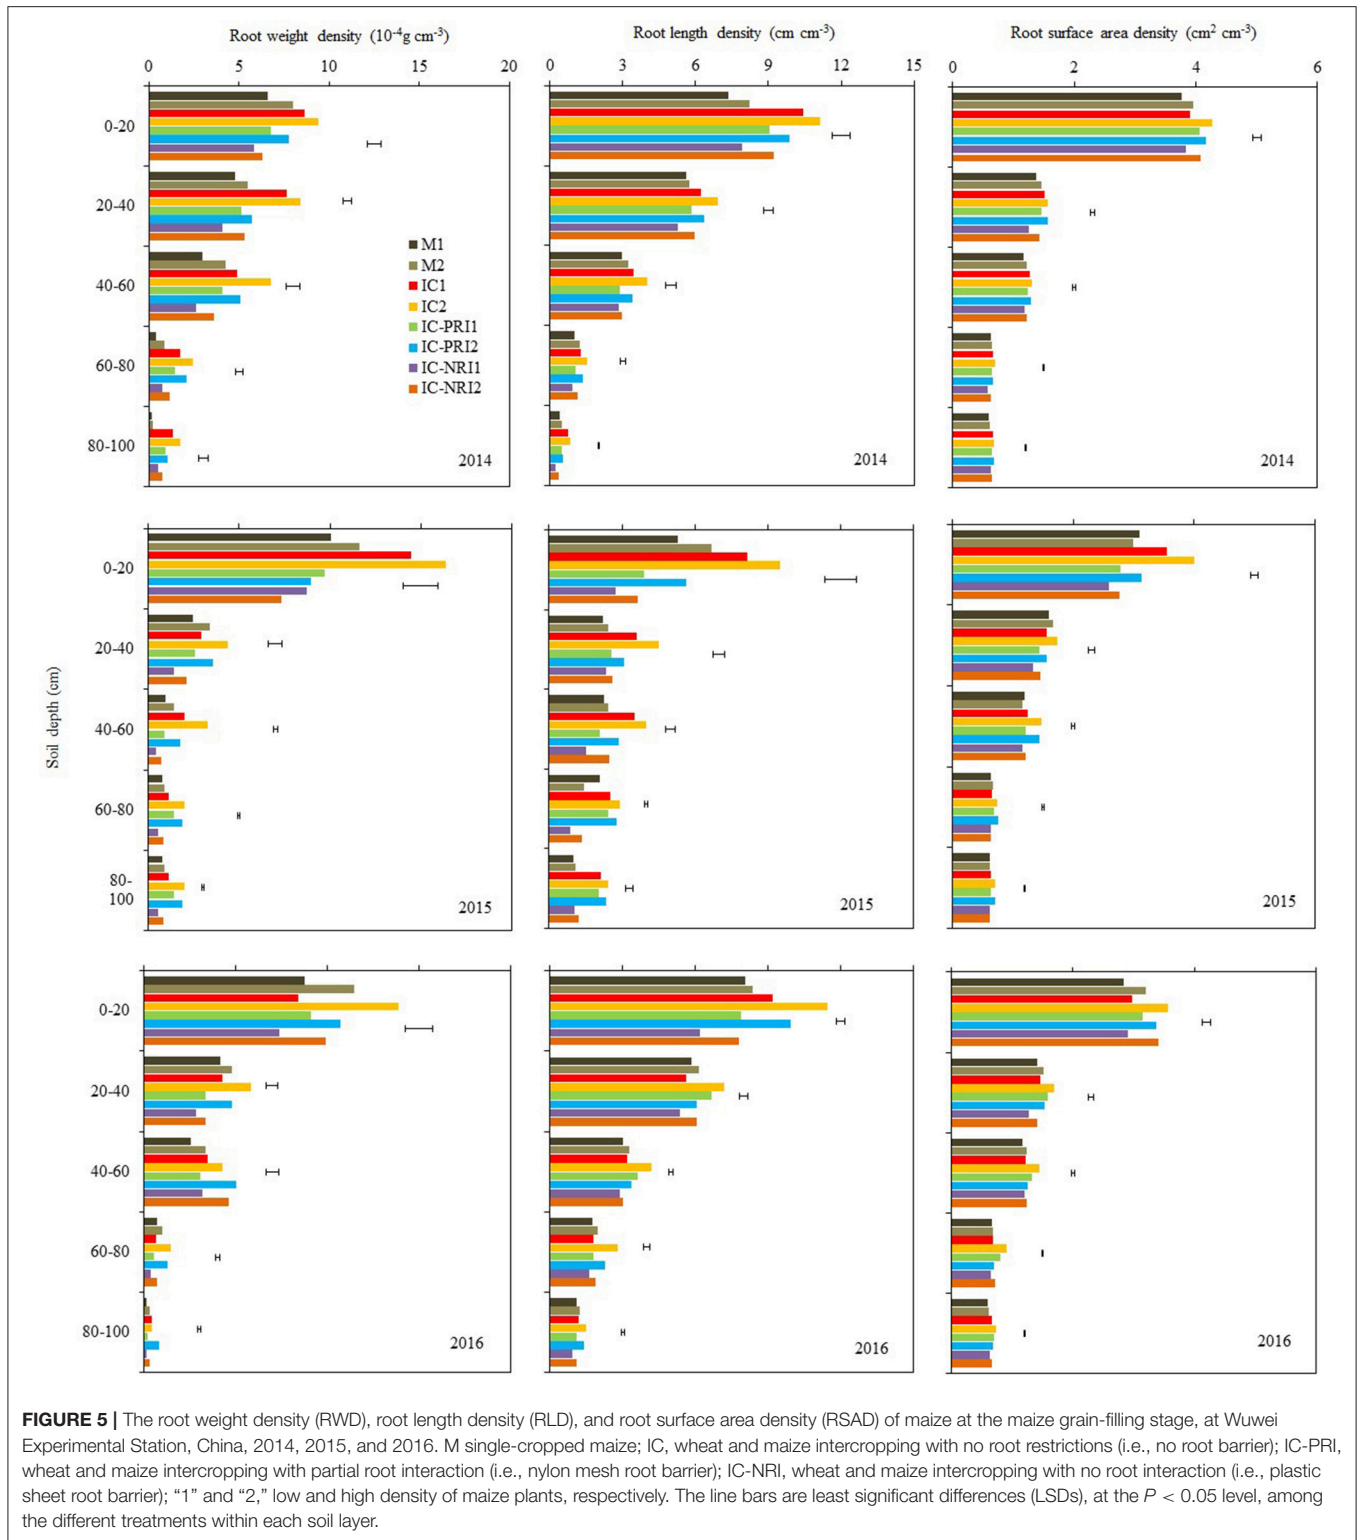 Root weight density (10-4g cm-3)
Root length density (cm cm-3)
Root surface area density (cm2 cm-3)
0 5 10 15 20
0 3 6 9 12 15
0 2 4 6
0-20
20-40
40-60
60-80
80-100
M1
M2
IC1
IC2
IC-PRI1
IC-PRI2
IC-NRI1
IC-NRI2
2014
2014
2014
Soil depth (cm)
0-20
20-40
40-60
60-80
80-
100
2015
2015
2015
0-20
20-40
40-60
60-80
80-100
2016
2016
2016
FIGURE 5 | The root weight density (RWD), root length density (RLD), and root surface area density (RSAD) of maize at the maize grain-filling stage, at Wuwei
Experimental Station, China, 2014, 2015, and 2016. M single-cropped maize; IC, wheat and maize intercropping with no root restrictions (i.e., no root barrier); IC-PRI,
wheat and maize intercropping with partial root interaction (i.e., nylon mesh root barrier); IC-NRI, wheat and maize intercropping with no root interaction (i.e., plastic
sheet root barrier); “1” and “2,” low and high density of maize plants, respectively. The line bars are least significant differences (LSDs), at the P < 0.05 level, among
the different treatments within each soil layer.